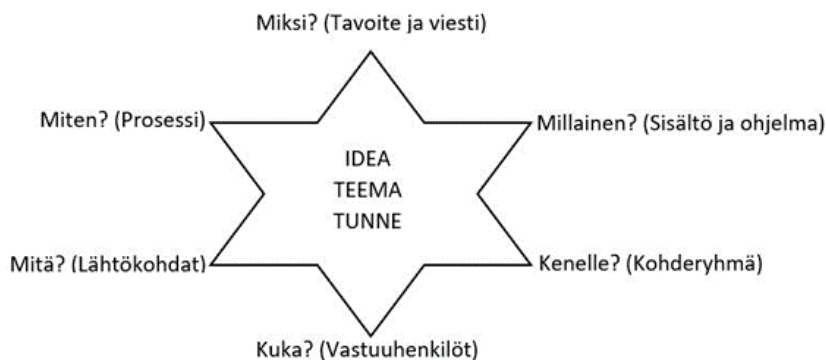 Miksi? (Tavoite ja viesti)
Miten? (Prosessi)
Millainen? (Sisältö ja ohjelma)
IDEA
TEEMA
TUNNE
Mitä? (Lähtökohdat)
Kenelle? (Kohderyhmä)
Kuka? (Vastuuhenkilöt)